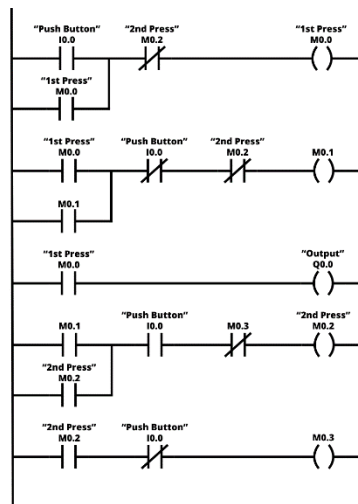 "Push Button" "2nd Press" "1st Press"
I0.0 M0.2 M0.0
"1st Press"
M0.0
"1st Press" "Push Button" "2nd Press"
M0.0 I0.0 M0.2 M0.1
M0.1
"1st Press" "Output"
M0.0 Q0.0
"Push Button" "2nd Press"
M0.1 I0.0 M0.3 M0.2
"2nd Press"
M0.2
"2nd Press" "Push Button"
M0.2 I0.0 M0.3